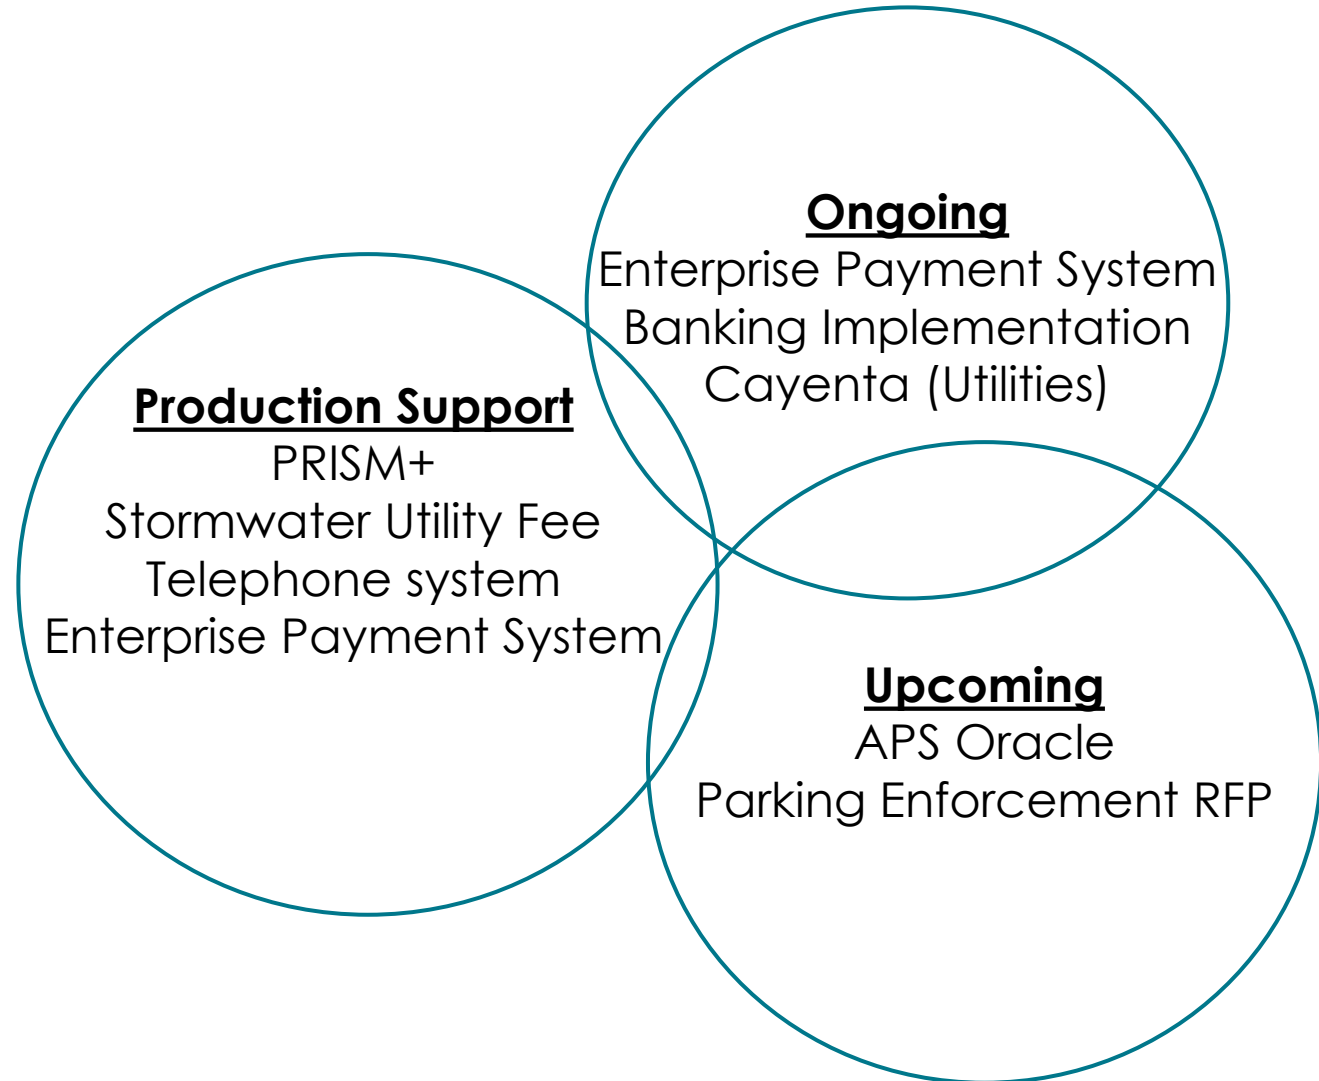 Ongoing
Enterprise Payment System
Banking Implementation
Cayenta (Utilities)
Production Support
PRISM+
Stormwater Utility Fee
Telephone system
Enterprise Payment System
Upcoming
APS Oracle
Parking Enforcement RFP